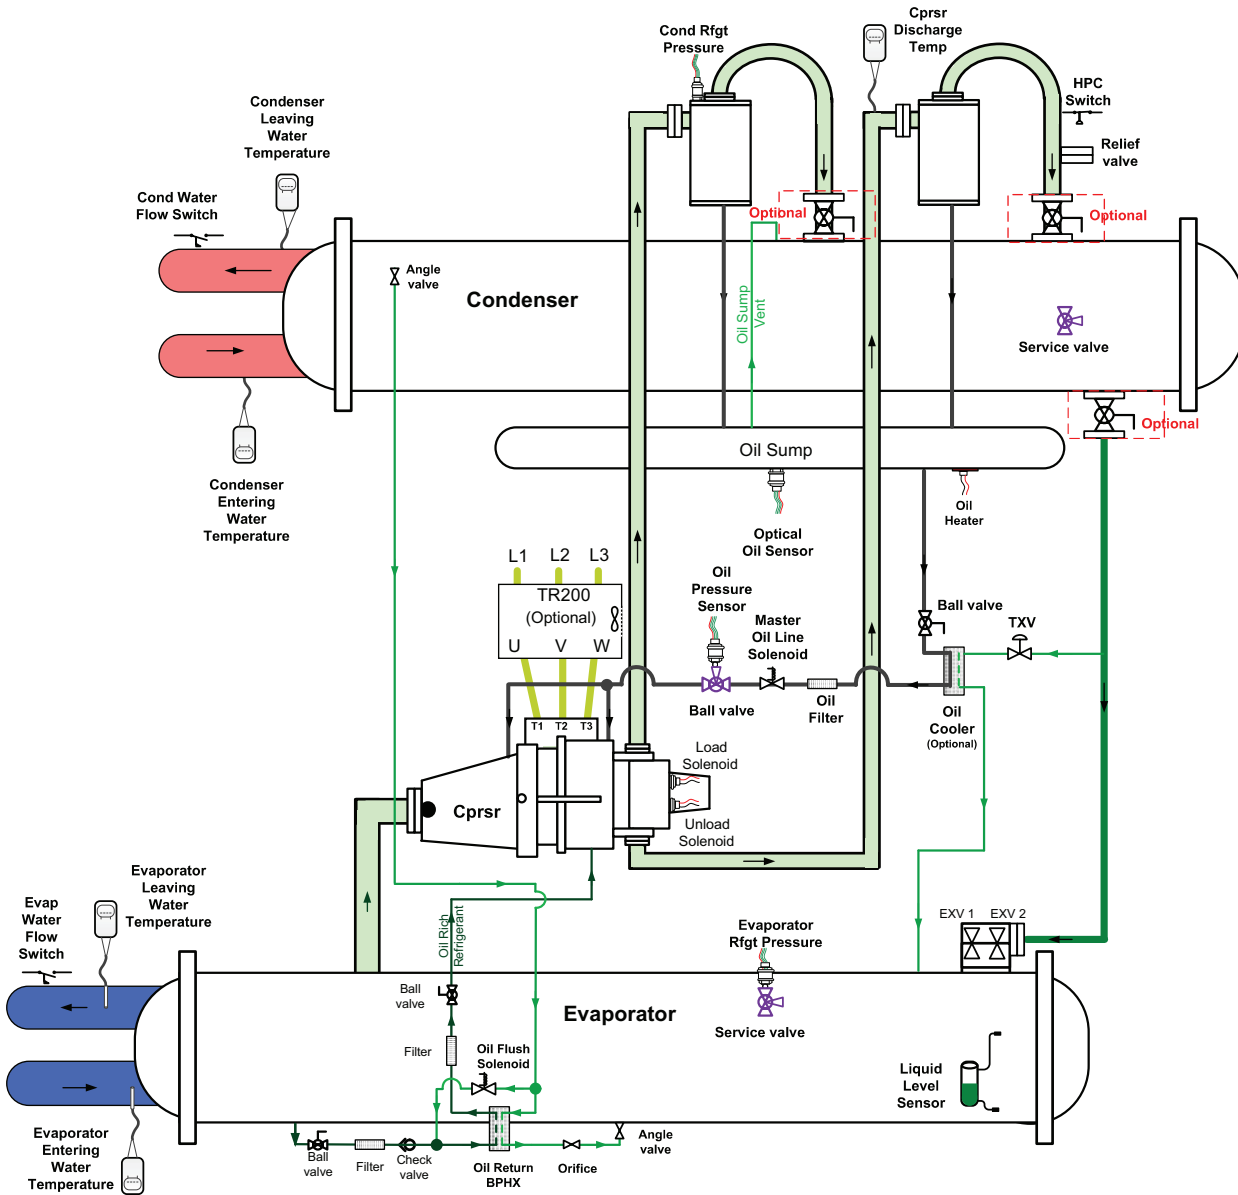 Cond Rfgt
Pressure
Cprsr
Discharge
Temp
HPC
Switch
Relief
valve
Condenser
Leaving
Water
Temperature
Cond Water
Flow Switch
Optional
Optional
Angle
valve
Condenser
Oil Sump
Vent
Service valve
Optional
Condenser
Entering
Water
Temperature
Oil Sump
Optical
Oil Sensor
Oil
Heater
L1 L2 L3
TR200
(Optional)
U V W
Oil
Pressure
Sensor
Master
Oil Line
Solenoid
Ball valve
TXV
Ball valve
Oil
Filter
Oil
Cooler
(Optional)
T1 T2 T3
Load
Solenoid
Cprsr
Unload
Solenoid
Evaporator
Leaving
Water
Temperature
Evap
Water
Flow
Switch
Oil Rich
Refrigerant
Evaporator
Rfgt Pressure
EXV 1 EXV 2
Ball
valve
Evaporator
Service valve
Filter
Oil Flush
Solenoid
Liquid
Level
Sensor
Evaporator
Entering
Water
Temperature
Ball
valve
Filter
Check
valve
Oil Return
BPHX
Orifice
Angle
valve